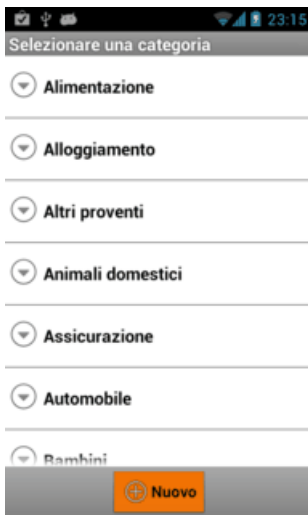 23:15
Selezionare una categoria
Alimentazione
Alloggiamento
Altri proventi
Animali domestici
Assicurazione
Automobile
Bambini
Nuovo